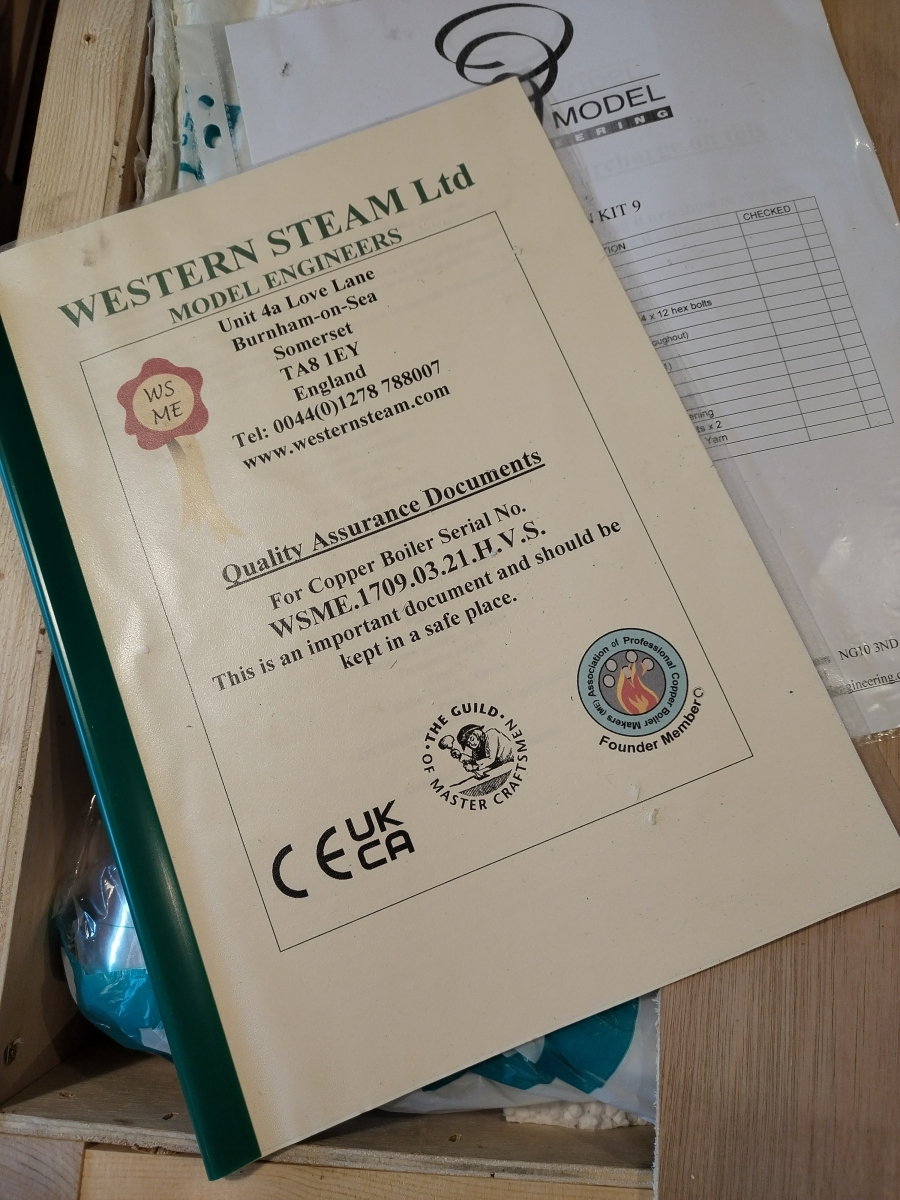 WESTERN STEAM Ltd
MODEL ENGINEERS
Unit 4a Love Lane
Burnham-on-Sea
Somerset
TA8 1EY
England
Tel: 0044(0)1278 788007
www.westernsteam.com
WS
ME
Quality Assurance Documents
For Copper Boiler Serial No.
WSME.1709.03.21.H.V.S.
This is an important document and should be
kept in a safe place.
THE GUILD
OF MASTER CRAFTSMEN
Association of Professional Copper Boiler Makers (ME)
Founder Member
CE UK
CA
MODEL
ERING
KIT 9
CHECKED
4 x 12 hex bolts
x 2
Yarn
NG10 3ND